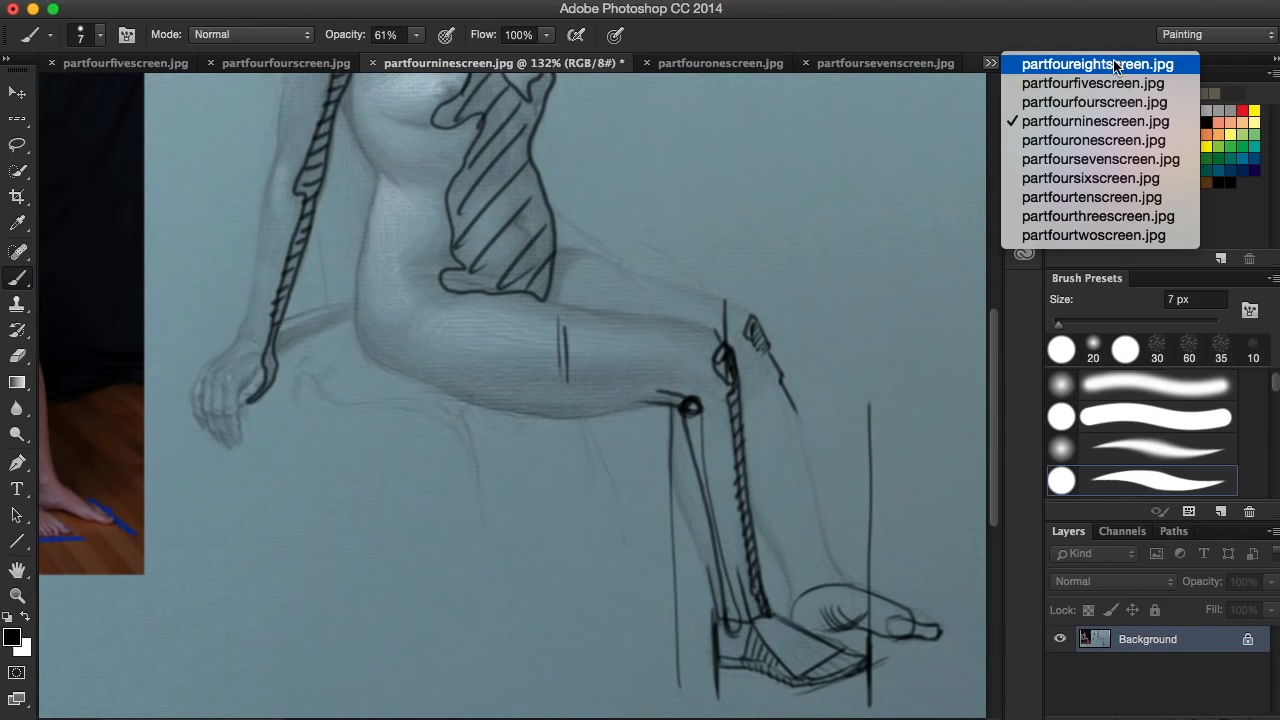 Adobe Photoshop CC 2014
7
Mode: Normal
Opacity: 61%
Flow: 100%
Painting
partfourfivescreen.jpg
partfourfourscreen.jpg
partfourninescreen.jpg @ 132% (RGB/8#) *
partfouronescreen.jpg
partfoursevenscreen.jpg
partfoureightscreen.jpg
partfourfivescreen.jpg
partfourfourscreen.jpg
partfourninescreen.jpg
partfouronescreen.jpg
partfoursevenscreen.jpg
partfoursixscreen.jpg
partfourtenscreen.jpg
partfourthreescreen.jpg
partfourtwoscreen.jpg
Brush Presets
Size: 7 px
20 30 60 35 10
Layers Channels Paths
Kind
Normal Opacity: 100%
Lock: Fill: 100%
Background